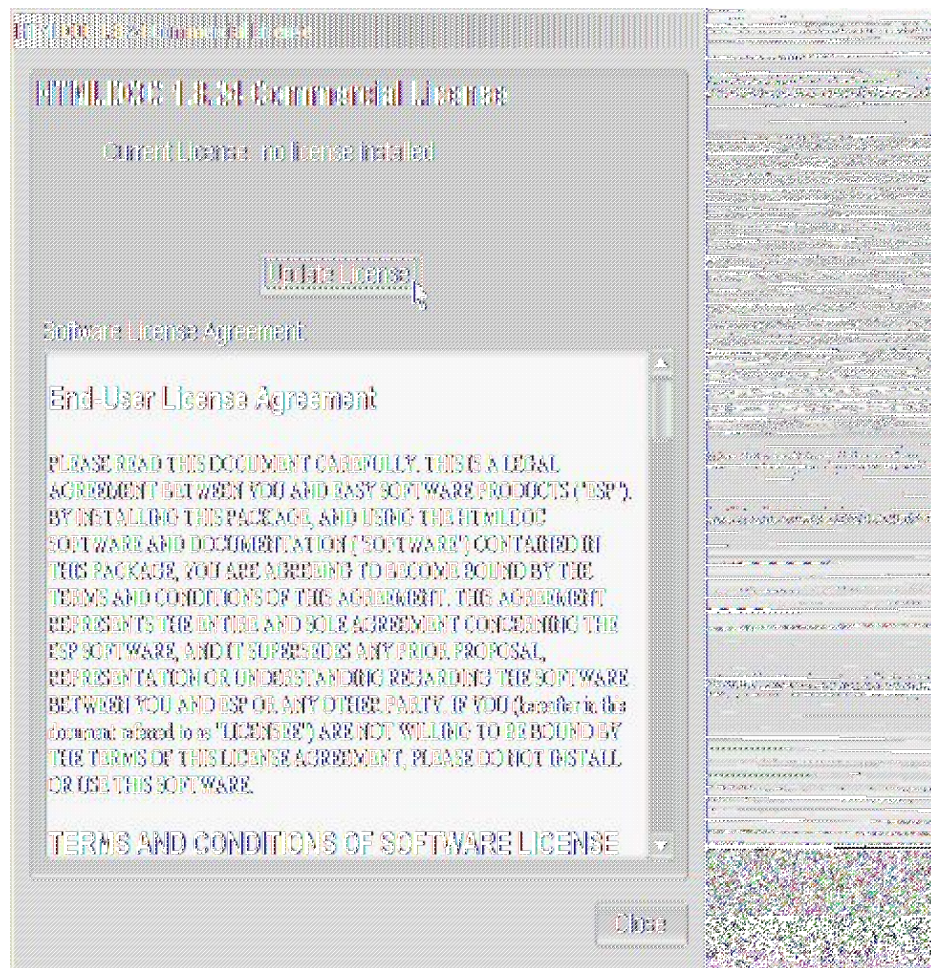 HTMLDOC 1.8.24 Commercial License
HTMLDOC 1.8.24 Commercial License
Current License: no license installed
Update License
Software License Agreement:
End-User License Agreement
PLEASE READ THIS DOCUMENT CAREFULLY. THIS IS A LEGAL
AGREEMENT BETWEEN YOU AND EASY SOFTWARE PRODUCTS ("ESP").
BY INSTALLING THIS PACKAGE, AND USING THE HTMLDOC
SOFTWARE AND DOCUMENTATION ("SOFTWARE") CONTAINED IN
THIS PACKAGE, YOU ARE AGREEING TO BECOME BOUND BY THE
TERMS AND CONDITIONS OF THIS AGREEMENT. THIS AGREEMENT
REPRESENTS THE ENTIRE AND SOLE AGREEMENT CONCERNING THE
ESP SOFTWARE, AND IT SUPERSEDES ANY PRIOR PROPOSAL,
REPRESENTATION OR UNDERSTANDING REGARDING THE SOFTWARE
BETWEEN YOU AND ESP OR ANY OTHER PARTY. IF YOU (hereafter in this
document referred to as "LICENSEE") ARE NOT WILLING TO BE BOUND BY
THE TERMS OF THIS LICENSE AGREEMENT, PLEASE DO NOT INSTALL
OR USE THIS SOFTWARE.
TERMS AND CONDITIONS OF SOFTWARE LICENSE
Close